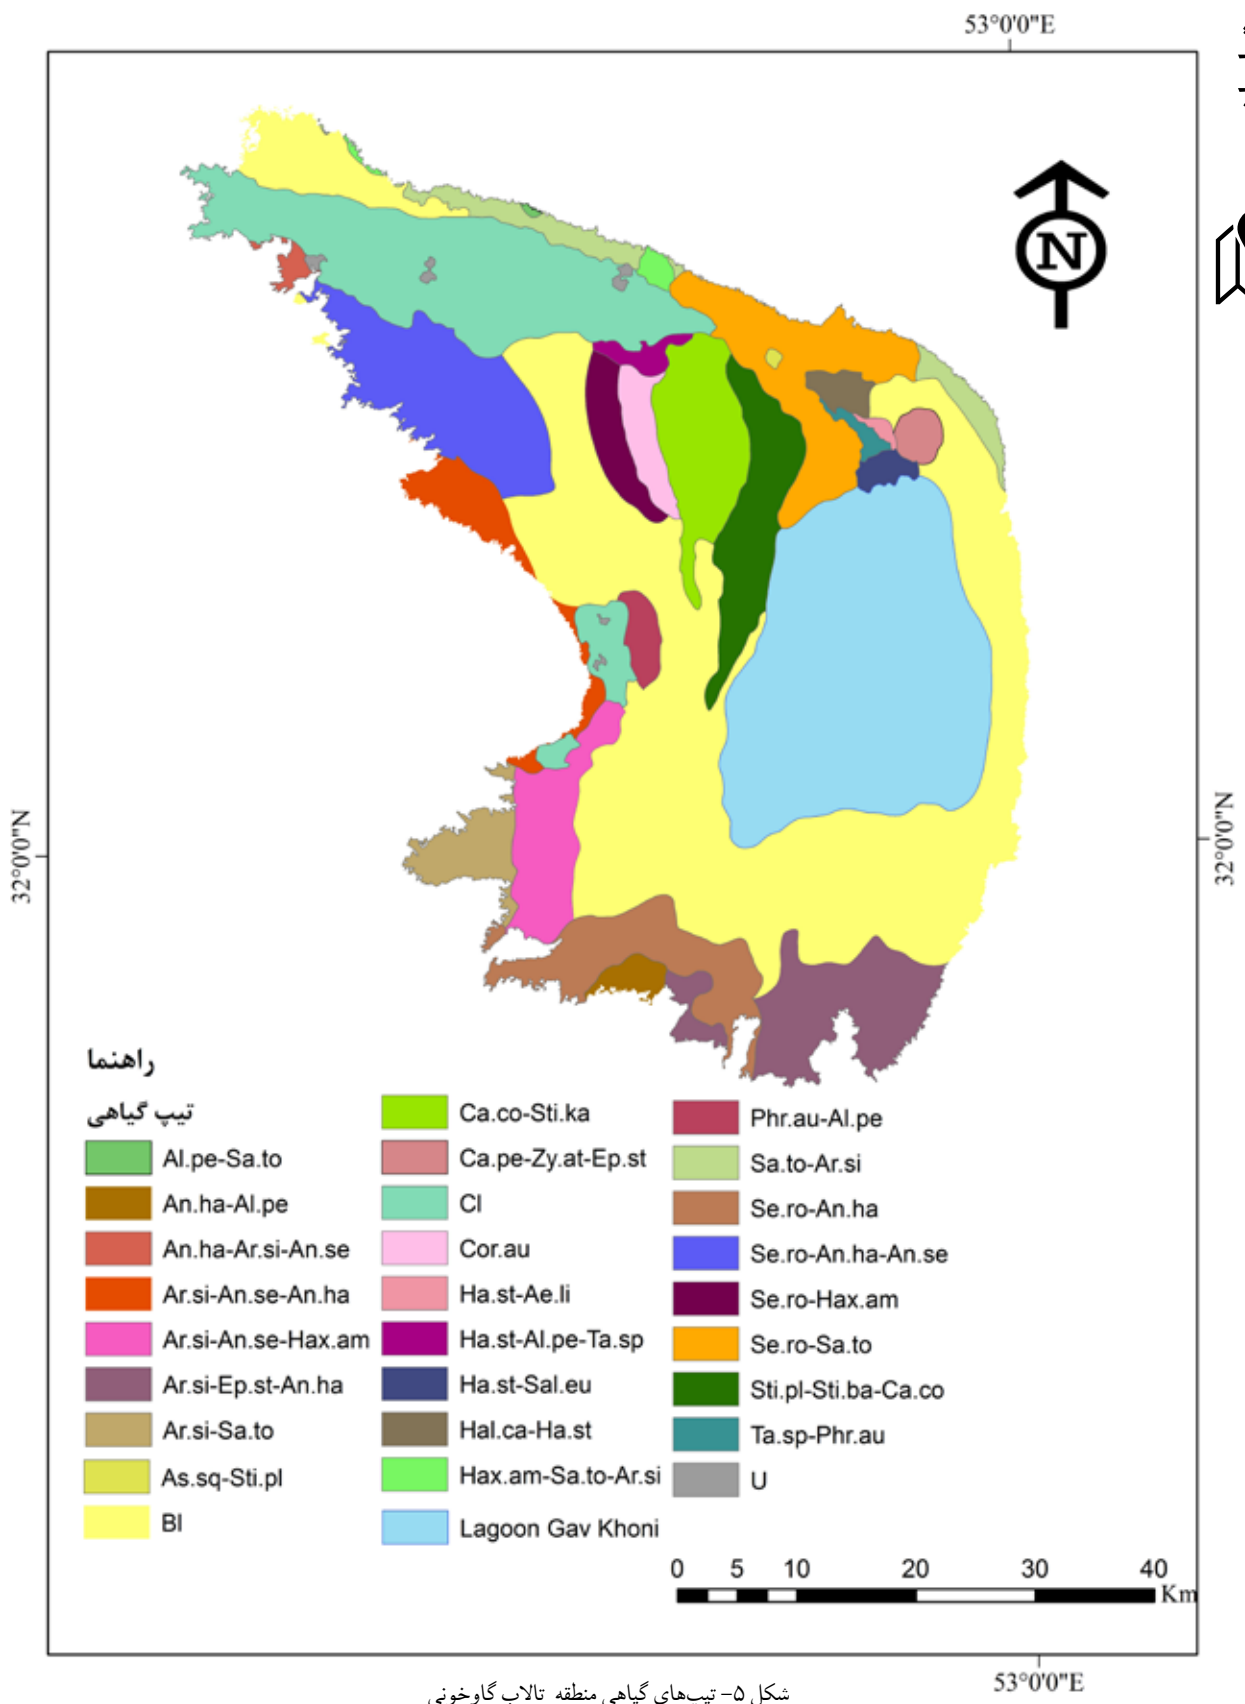 53°0'0"E
N
32°0'0"N
32°0'0"N
راهنما
تیپ گیاهی
Al.pe-Sa.to
An.ha-Al.pe
An.ha-Ar.si-An.se
Ar.si-An.se-An.ha
Ar.si-An.se-Hax.am
Ar.si-Ep.st-An.ha
Ar.si-Sa.to
As.sq-Sti.pl
Bl
Ca.co-Sti.ka
Ca.pe-Zy.at-Ep.st
Cl
Cor.au
Ha.st-Ae.li
Ha.st-Al.pe-Ta.sp
Ha.st-Sal.eu
Hal.ca-Ha.st
Hax.am-Sa.to-Ar.si
Lagoon Gav Khoni
Phr.au-Al.pe
Sa.to-Ar.si
Se.ro-An.ha
Se.ro-An.ha-An.se
Se.ro-Hax.am
Se.ro-Sa.to
Sti.pl-Sti.ba-Ca.co
Ta.sp-Phr.au
U
0 5 10 20 30 40
Km
53°0'0"E
شکل ۵- تیپ‌های گیاهی منطقه تالاب گاوخونی